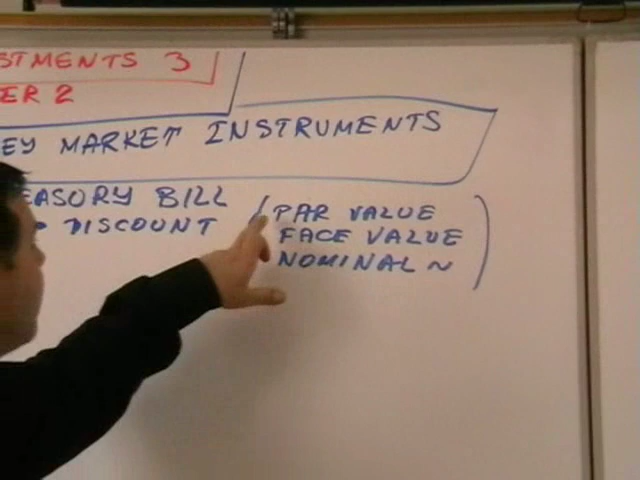 STMENTS 3
ER 2
EY MARKET INSTRUMENTS
EASORY BILL
DISCOUNT
(PAR VALUE
FACE VALUE
NOMINAL ~)